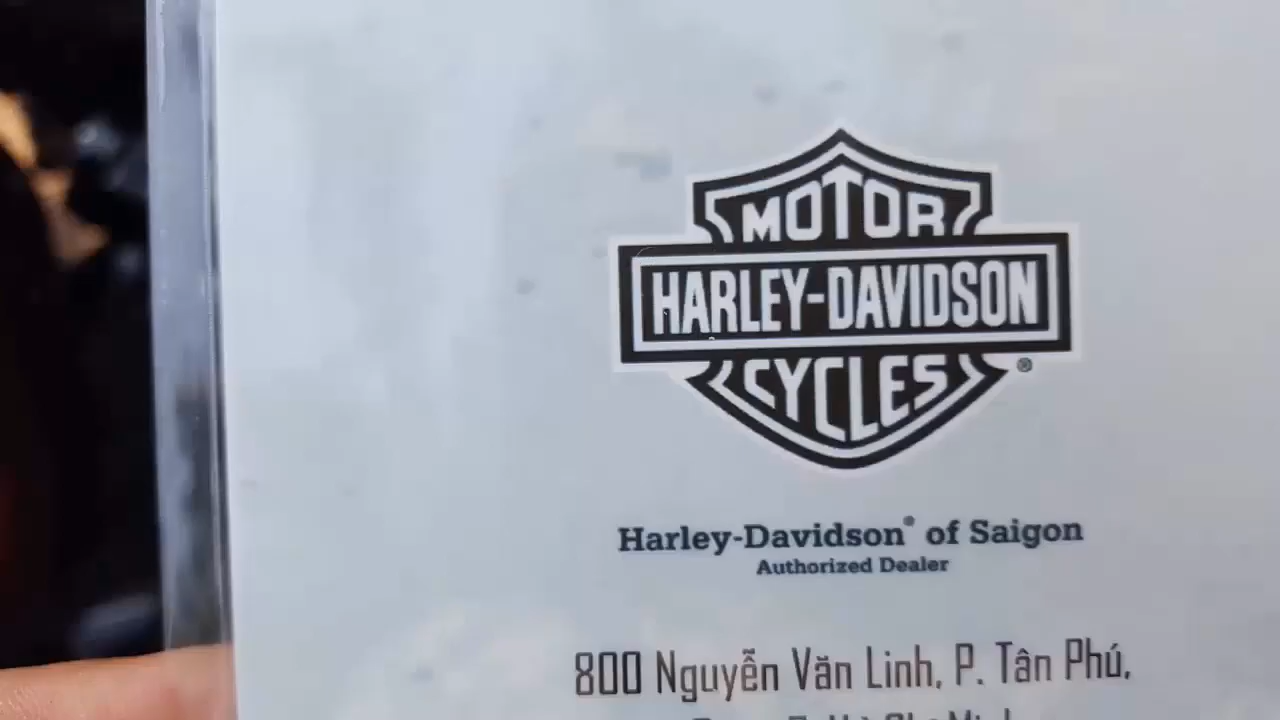 MOTOR
HARLEY-DAVIDSON
CYCLES
®
Harley-Davidson® of Saigon
Authorized Dealer
800 Nguyễn Văn Linh, P. Tân Phú,